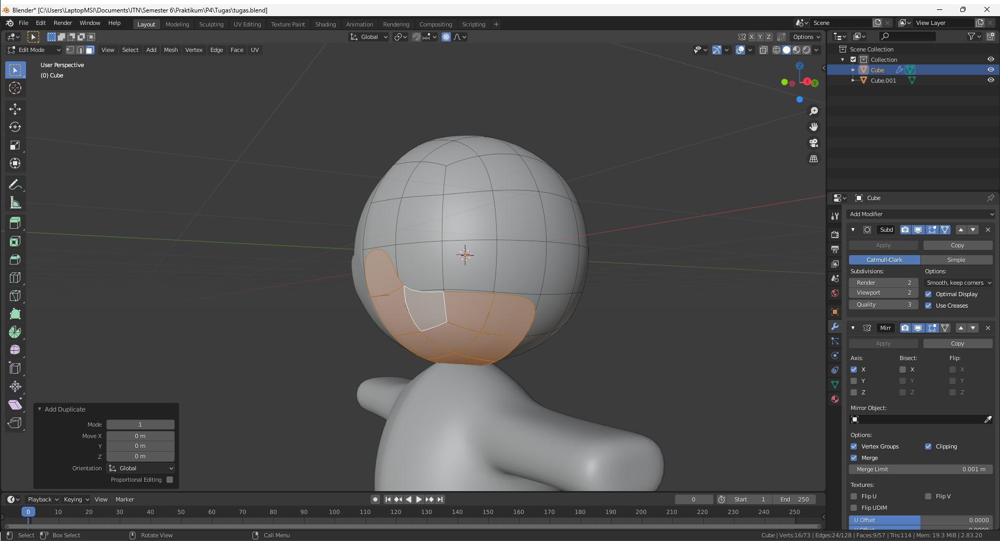 Blender* [C:\Users\LaptopMSI\Documents\ITN\Semester 6\Praktikum\P4\Tugas\tugas.blend]
File Edit Render Window Help Layout Modeling Sculpting UV Editing Texture Paint Shading Animation Rendering Compositing Scripting + Scene View Layer
Global X Y Z Options
Edit Mode View Select Add Mesh Vertex Edge Face UV
User Perspective
(0) Cube
Z
X
Y
Scene Collection
Collection
Cube
Cube.001
Cube
Add Modifier
Subd
Apply Copy
Catmull-Clark Simple
Subdivisions: Options:
Render 2 Smooth, keep corners
Viewport 2 Optimal Display
Quality 3 Use Creases
Mirr
Apply Copy
Axis: Bisect: Flip:
X X X
Y Y Y
Z Z Z
Mirror Object:
Options:
Vertex Groups Clipping
Merge
Merge Limit 0.001 m
Textures:
Flip U Flip V
Flip UDIM
U Offset 0.0000
V Offset 0.0000
Add Duplicate
Mode 1
Move X 0 m
Y 0 m
Z 0 m
Orientation Global
Proportional Editing
Playback Keying View Marker 0 Start 1 End 250
0 10 20 30 40 50 60 70 80 90 100 110 120 130 140 150 160 170 180 190 200 210 220 230 240 250
Select Box Select Rotate View Call Menu Cube | Verts:16/73 | Edges:24/128 | Faces:9/57 | Tris:114 | Mem: 19.3 MiB | 2.83.20